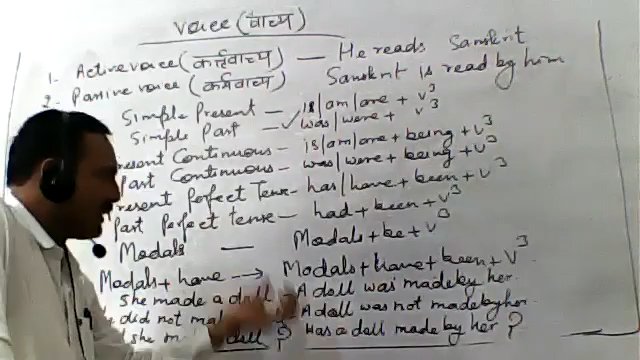 voice (वाच्य)
1- Active voice (कर्त्तृवाच्य) — He reads Sanskrit
2- Passive voice (कर्मवाच्य) Sanskrit is read by him
Simple Present — is/am/are + V³
Simple Past — ✓ was/were + V³
resent Continuous — is/am/are + being + V³
Past Continuous — was/were + being + V³
resent Perfect Tense — has/have + been + V³
Past Perfect tense — had + been + V³
Modals — Modals + be + V³
Modals + have → Modals + have + been + V³
She made a doll A doll was made by her.
did not ma A doll was not made by her.
she m doll ? Was a doll made by her ?